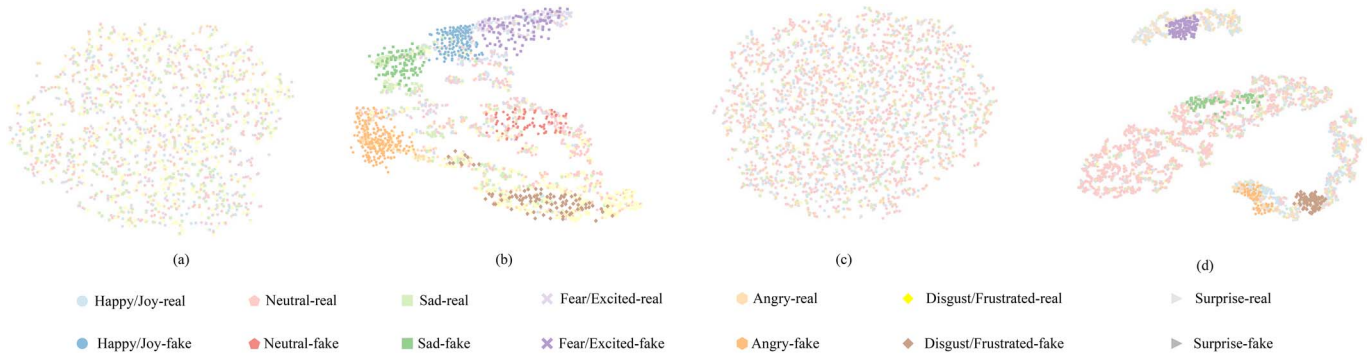 (a) (b) (c) (d)
Happy/Joy-real Neutral-real Sad-real Fear/Excited-real Angry-real Disgust/Frustrated-real Surprise-real
Happy/Joy-fake Neutral-fake Sad-fake Fear/Excited-fake Angry-fake Disgust/Frustrated-fake Surprise-fake